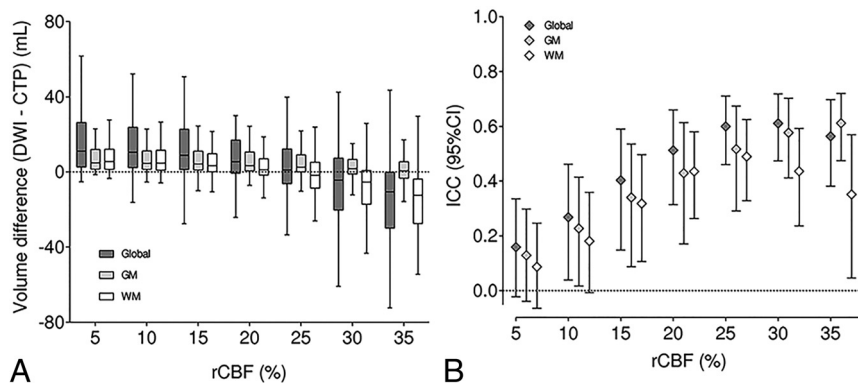 A
Volume difference (DWI - CTP) (mL)
80
40
0
-40
-80
Global
GM
WM
5 10 15 20 25 30 35
rCBF (%)
B
ICC (95%CI)
1.0
0.8
0.6
0.4
0.2
0.0
Global
GM
WM
5 10 15 20 25 30 35
rCBF (%)